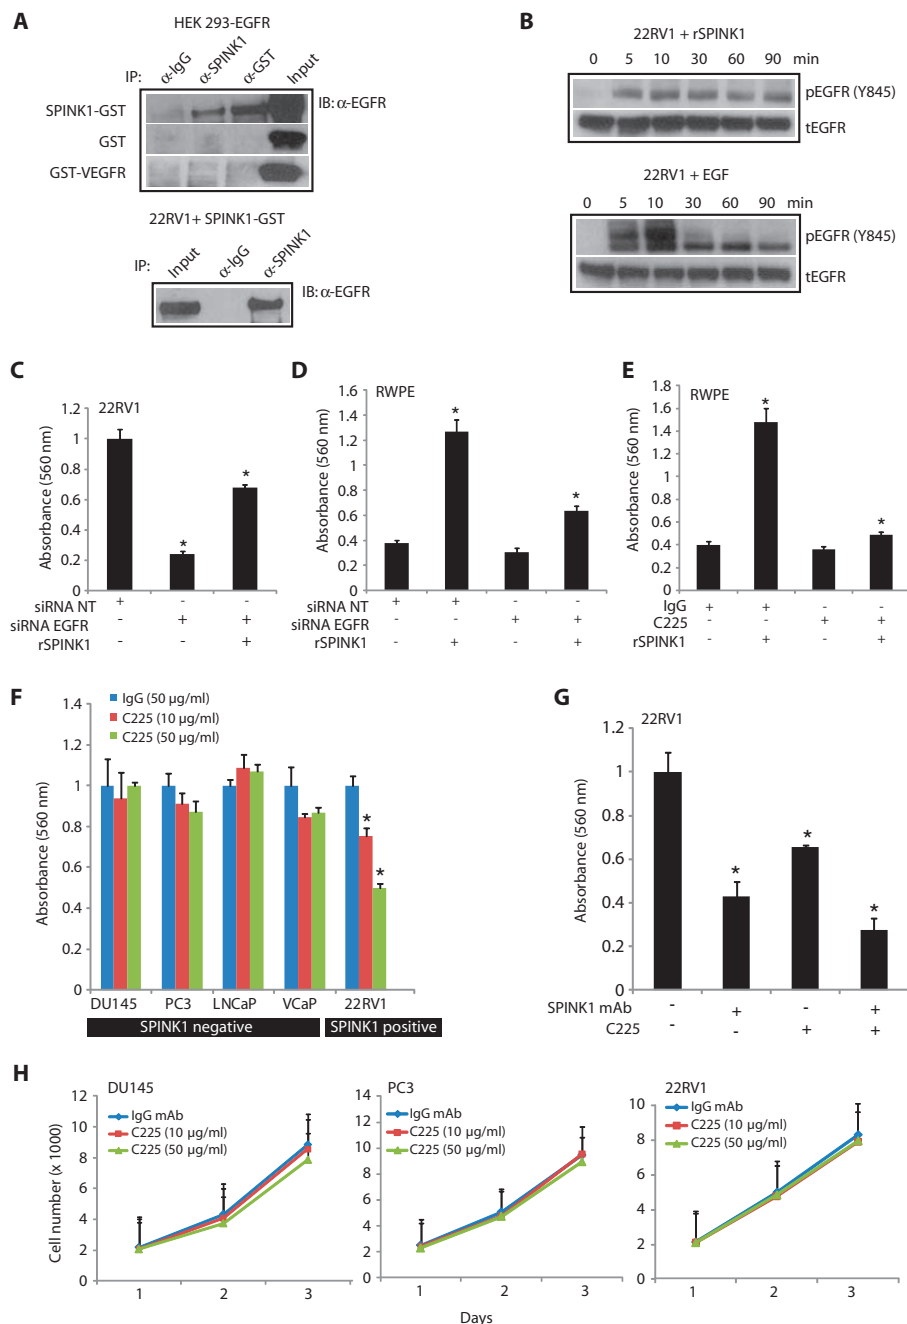 A
HEK 293-EGFR
IP: α-IgG α-SPINK1 α-GST Input
SPINK1-GST
IB: α-EGFR
GST
GST-VEGFR
22RV1+ SPINK1-GST
IP: Input α-IgG α-SPINK1
IB: α-EGFR
B
22RV1 + rSPINK1
0 5 10 30 60 90 min
pEGFR (Y845)
tEGFR
22RV1 + EGF
0 5 10 30 60 90 min
pEGFR (Y845)
tEGFR
C
22RV1
Absorbance (560 nm)
1.2
1
0.8
0.6
0.4
0.2
0
* *
siRNA NT + - -
siRNA EGFR - + +
rSPINK1 - - +
D
RWPE
Absorbance (560 nm)
1.6
1.4
1.2
1
0.8
0.6
0.4
0.2
0
* *
siRNA NT + + - -
siRNA EGFR - - + +
rSPINK1 - + - +
E
RWPE
Absorbance (560 nm)
1.8
1.6
1.4
1.2
1
0.8
0.6
0.4
0.2
0
* *
IgG + + - -
C225 - - + +
rSPINK1 - + - +
F
IgG (50 μg/ml)
C225 (10 μg/ml)
C225 (50 μg/ml)
Absorbance (560 nm)
1.4
1.2
1
0.8
0.6
0.4
0.2
0
* *
DU145 PC3 LNCaP VCaP 22RV1
SPINK1 negative SPINK1 positive
G
22RV1
Absorbance (560 nm)
1.2
1
0.8
0.6
0.4
0.2
0
* * *
SPINK1 mAb - + - +
C225 - - + +
H
DU145
IgG mAb
C225 (10 μg/ml)
C225 (50 μg/ml)
Cell number (x 1000)
12
10
8
6
4
2
0
1 2 3
PC3
IgG mAb
C225 (10 μg/ml)
C225 (50 μg/ml)
14
12
10
8
6
4
2
0
1 2 3
22RV1
IgG mAb
C225 (10 μg/ml)
C225 (50 μg/ml)
10
8
6
4
2
0
1 2 3
Days